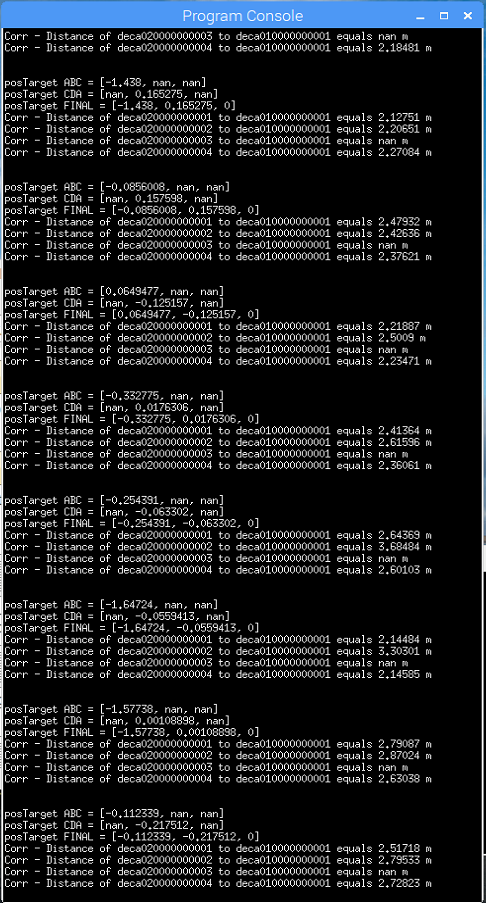 Program Console
Corr - Distance of deca020000000003 to deca010000000001 equals nan m
Corr - Distance of deca020000000004 to deca010000000001 equals 2.18481 m
posTarget ABC = [-1.438, nan, nan]
posTarget CDA = [nan, 0.165275, nan]
posTarget FINAL = [-1.438, 0.165275, 0]
Corr - Distance of deca020000000001 to deca010000000001 equals 2.12751 m
Corr - Distance of deca020000000002 to deca010000000001 equals 2.20651 m
Corr - Distance of deca020000000003 to deca010000000001 equals nan m
Corr - Distance of deca020000000004 to deca010000000001 equals 2.27084 m
posTarget ABC = [-0.0856008, nan, nan]
posTarget CDA = [nan, 0.157598, nan]
posTarget FINAL = [-0.0856008, 0.157598, 0]
Corr - Distance of deca020000000001 to deca010000000001 equals 2.47932 m
Corr - Distance of deca020000000002 to deca010000000001 equals 2.42636 m
Corr - Distance of deca020000000003 to deca010000000001 equals nan m
Corr - Distance of deca020000000004 to deca010000000001 equals 2.37621 m
posTarget ABC = [0.0649477, nan, nan]
posTarget CDA = [nan, -0.125157, nan]
posTarget FINAL = [0.0649477, -0.125157, 0]
Corr - Distance of deca020000000001 to deca010000000001 equals 2.21887 m
Corr - Distance of deca020000000002 to deca010000000001 equals 2.5009 m
Corr - Distance of deca020000000003 to deca010000000001 equals nan m
Corr - Distance of deca020000000004 to deca010000000001 equals 2.23471 m
posTarget ABC = [-0.332775, nan, nan]
posTarget CDA = [nan, 0.0176306, nan]
posTarget FINAL = [-0.332775, 0.0176306, 0]
Corr - Distance of deca020000000001 to deca010000000001 equals 2.41364 m
Corr - Distance of deca020000000002 to deca010000000001 equals 2.61596 m
Corr - Distance of deca020000000003 to deca010000000001 equals nan m
Corr - Distance of deca020000000004 to deca010000000001 equals 2.36061 m
posTarget ABC = [-0.254391, nan, nan]
posTarget CDA = [nan, -0.063302, nan]
posTarget FINAL = [-0.254391, -0.063302, 0]
Corr - Distance of deca020000000001 to deca010000000001 equals 2.64369 m
Corr - Distance of deca020000000002 to deca010000000001 equals 3.68484 m
Corr - Distance of deca020000000003 to deca010000000001 equals nan m
Corr - Distance of deca020000000004 to deca010000000001 equals 2.60103 m
posTarget ABC = [-1.64724, nan, nan]
posTarget CDA = [nan, -0.0559413, nan]
posTarget FINAL = [-1.64724, -0.0559413, 0]
Corr - Distance of deca020000000001 to deca010000000001 equals 2.14484 m
Corr - Distance of deca020000000002 to deca010000000001 equals 3.30301 m
Corr - Distance of deca020000000003 to deca010000000001 equals nan m
Corr - Distance of deca020000000004 to deca010000000001 equals 2.14585 m
posTarget ABC = [-1.57738, nan, nan]
posTarget CDA = [nan, 0.00108898, nan]
posTarget FINAL = [-1.57738, 0.00108898, 0]
Corr - Distance of deca020000000001 to deca010000000001 equals 2.79087 m
Corr - Distance of deca020000000002 to deca010000000001 equals 2.87024 m
Corr - Distance of deca020000000003 to deca010000000001 equals nan m
Corr - Distance of deca020000000004 to deca010000000001 equals 2.63038 m
posTarget ABC = [-0.112339, nan, nan]
posTarget CDA = [nan, -0.217512, nan]
posTarget FINAL = [-0.112339, -0.217512, 0]
Corr - Distance of deca020000000001 to deca010000000001 equals 2.51718 m
Corr - Distance of deca020000000002 to deca010000000001 equals 2.79533 m
Corr - Distance of deca020000000003 to deca010000000001 equals nan m
Corr - Distance of deca020000000004 to deca010000000001 equals 2.72823 m